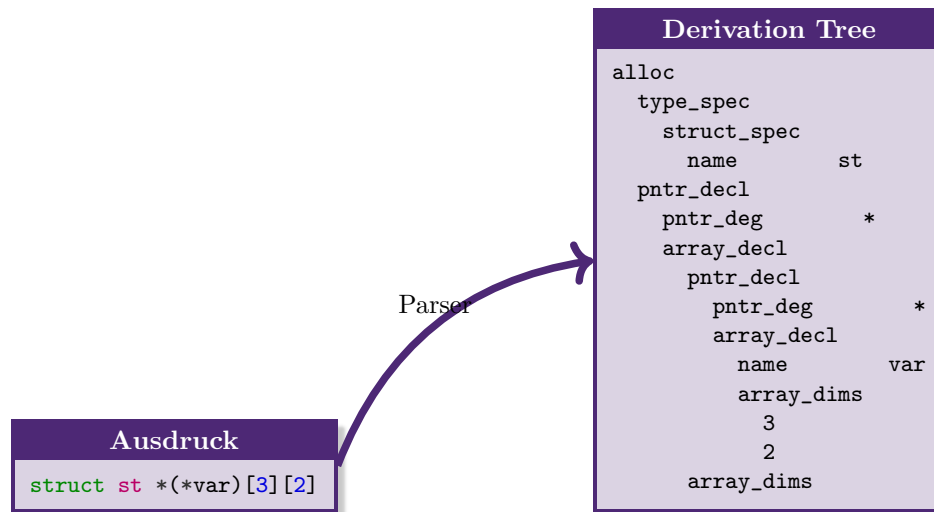 Derivation Tree
alloc
  type_spec
    struct_spec
      name        st
  pntr_decl
    pntr_deg        *
    array_decl
      pntr_decl
        pntr_deg        *
        array_decl
          name        var
          array_dims
            3
            2
      array_dims
Parser
Ausdruck
struct st *(*var)[3][2]